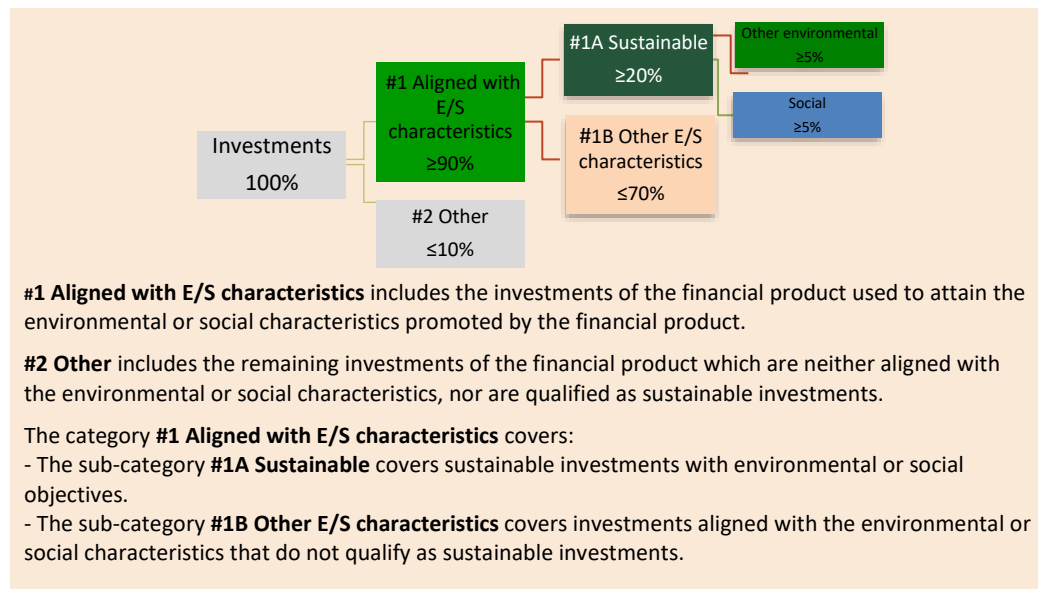 Investments
100%
#1 Aligned with
E/S
characteristics
≥90%
#2 Other
≤10%
#1A Sustainable
≥20%
#1B Other E/S
characteristics
≤70%
Other environmental
≥5%
Social
≥5%
#1 Aligned with E/S characteristics includes the investments of the financial product used to attain the
environmental or social characteristics promoted by the financial product.
#2 Other includes the remaining investments of the financial product which are neither aligned with
the environmental or social characteristics, nor are qualified as sustainable investments.
The category #1 Aligned with E/S characteristics covers:
- The sub-category #1A Sustainable covers sustainable investments with environmental or social
objectives.
- The sub-category #1B Other E/S characteristics covers investments aligned with the environmental or
social characteristics that do not qualify as sustainable investments.